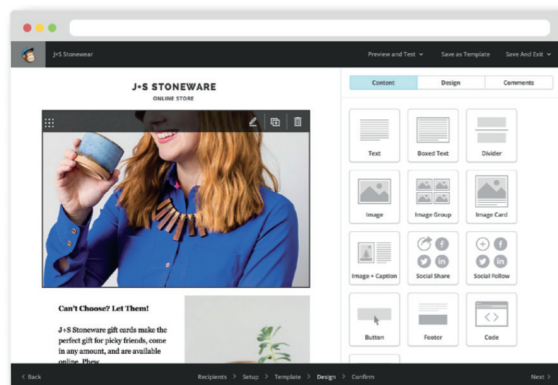 J+S Stonewear
Preview and Test
Save as Template
Save And Exit
J+S STONEWARE
ONLINE STORE
Content
Design
Comments
Text
Boxed Text
Divider
Image
Image Group
Image Card
Image + Caption
Social Share
Social Follow
Button
Footer
Code
Can't Choose? Let Them!
J+S Stoneware gift cards make the
perfect gift for picky friends, come
in any amount, and are available
online. Phew.
< Back
Recipients > Setup > Template > Design > Confirm
Next >